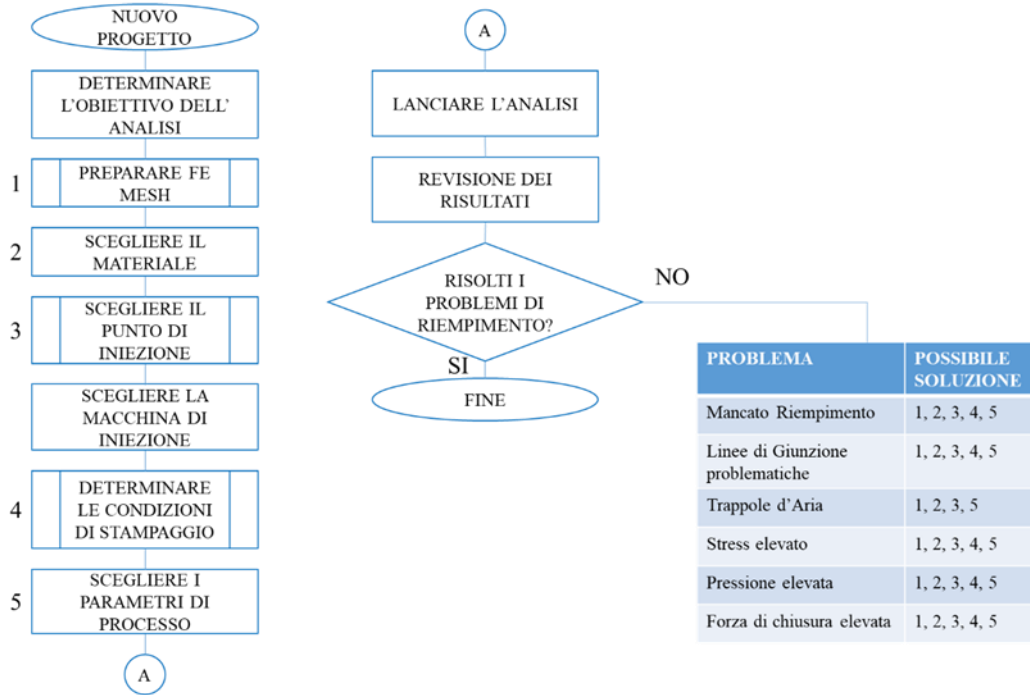 NUOVO
PROGETTO
DETERMINARE
L'OBIETTIVO DELL'
ANALISI
1
PREPARARE FE
MESH
2
SCEGLIERE IL
MATERIALE
3
SCEGLIERE IL
PUNTO DI
INIEZIONE
SCEGLIERE LA
MACCHINA DI
INIEZIONE
4
DETERMINARE
LE CONDIZIONI
DI STAMPAGGIO
5
SCEGLIERE I
PARAMETRI DI
PROCESSO
A
A
LANCIARE L'ANALISI
REVISIONE DEI
RISULTATI
RISOLTI I
PROBLEMI DI
RIEMPIMENTO?
NO
SI
FINE
PROBLEMA
POSSIBILE
SOLUZIONE
Mancato Riempimento
1, 2, 3, 4, 5
Linee di Giunzione
problematiche
1, 2, 3, 4, 5
Trappole d'Aria
1, 2, 3, 5
Stress elevato
1, 2, 3, 4, 5
Pressione elevata
1, 2, 3, 4, 5
Forza di chiusura elevata
1, 2, 3, 4, 5